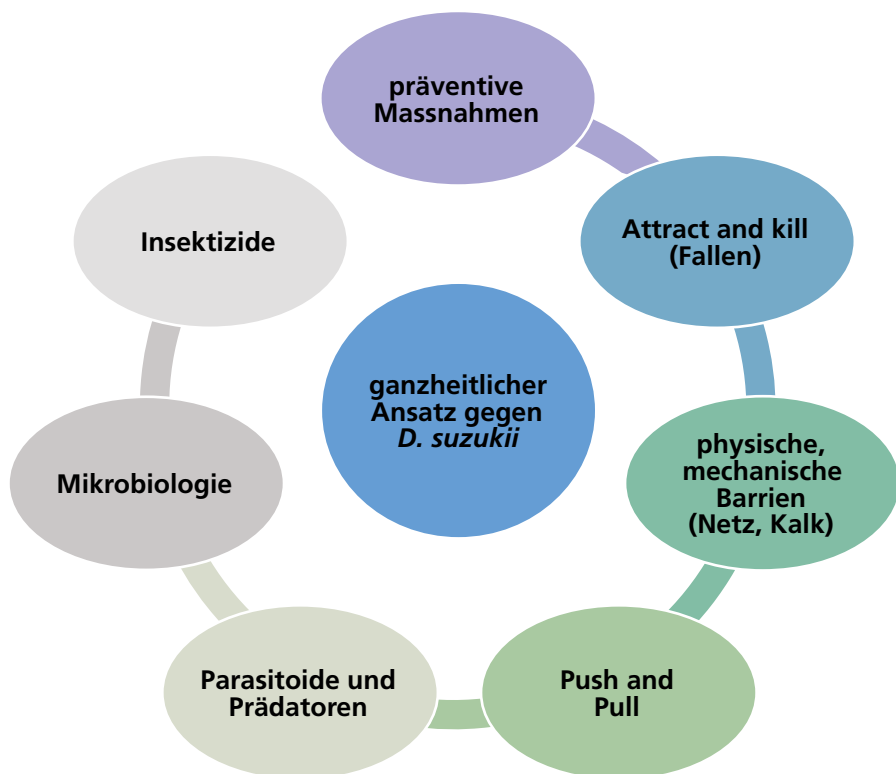 präventive
Massnahmen
Attract and kill
(Fallen)
physische,
mechanische
Barrien
(Netz, Kalk)
Push and
Pull
Parasitoide und
Prädatoren
Mikrobiologie
Insektizide
ganzheitlicher
Ansatz gegen
D. suzukii